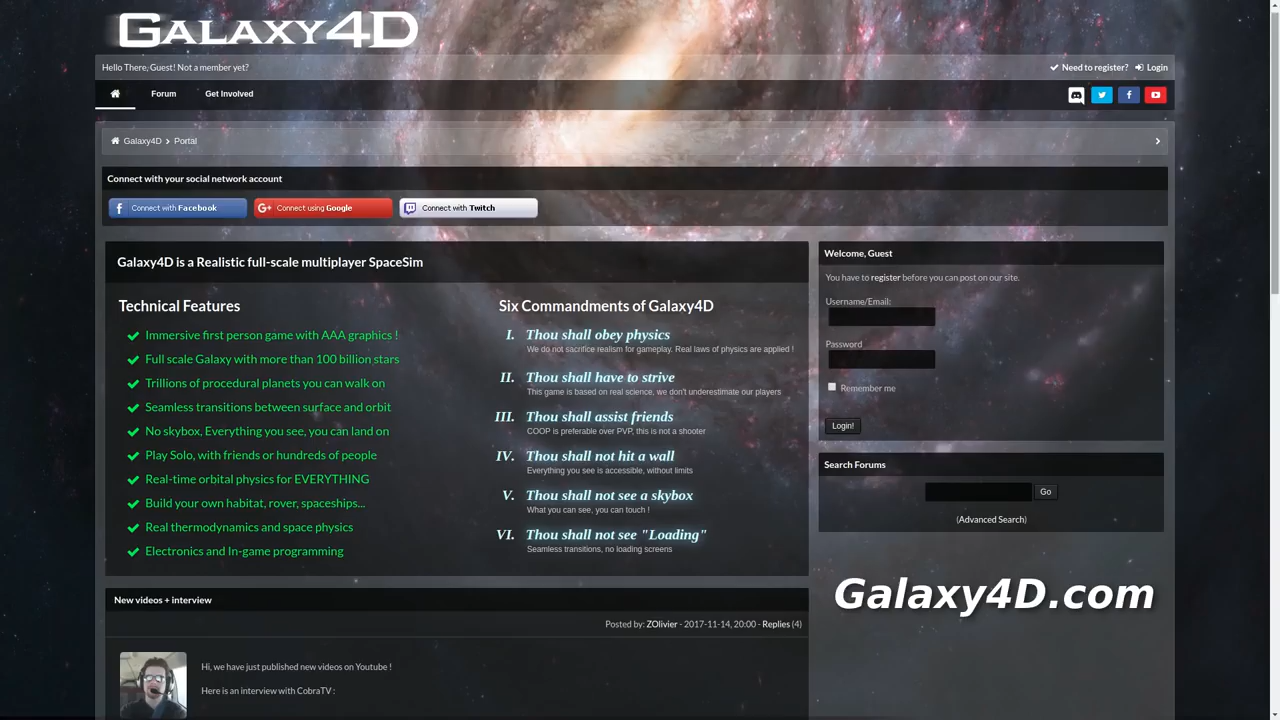 Galaxy4D
Hello There, Guest! Not a member yet?
Need to register? Login
Forum Get Involved
Galaxy4D Portal
Connect with your social network account
Connect with Facebook Connect using Google Connect with Twitch
Galaxy4D is a Realistic full-scale multiplayer SpaceSim
Technical Features
Immersive first person game with AAA graphics !
Full scale Galaxy with more than 100 billion stars
Trillions of procedural planets you can walk on
Seamless transitions between surface and orbit
No skybox, Everything you see, you can land on
Play Solo, with friends or hundreds of people
Real-time orbital physics for EVERYTHING
Build your own habitat, rover, spaceships...
Real thermodynamics and space physics
Electronics and In-game programming
Six Commandments of Galaxy4D
I. Thou shall obey physics
We do not sacrifice realism for gameplay. Real laws of physics are applied !
II. Thou shall have to strive
This game is based on real science, we don't underestimate our players
III. Thou shall assist friends
COOP is preferable over PVP, this is not a shooter
IV. Thou shall not hit a wall
Everything you see is accessible, without limits
V. Thou shall not see a skybox
What you can see, you can touch !
VI. Thou shall not see "Loading"
Seamless transitions, no loading screens
Welcome, Guest
You have to register before you can post on our site.
Username/Email:
Password
Remember me
Login!
Search Forums
Go
(Advanced Search)
Galaxy4D.com
New videos + interview
Posted by: ZOlivier - 2017-11-14, 20:00 - Replies (4)
Hi, we have just published new videos on Youtube !
Here is an interview with CobraTV :